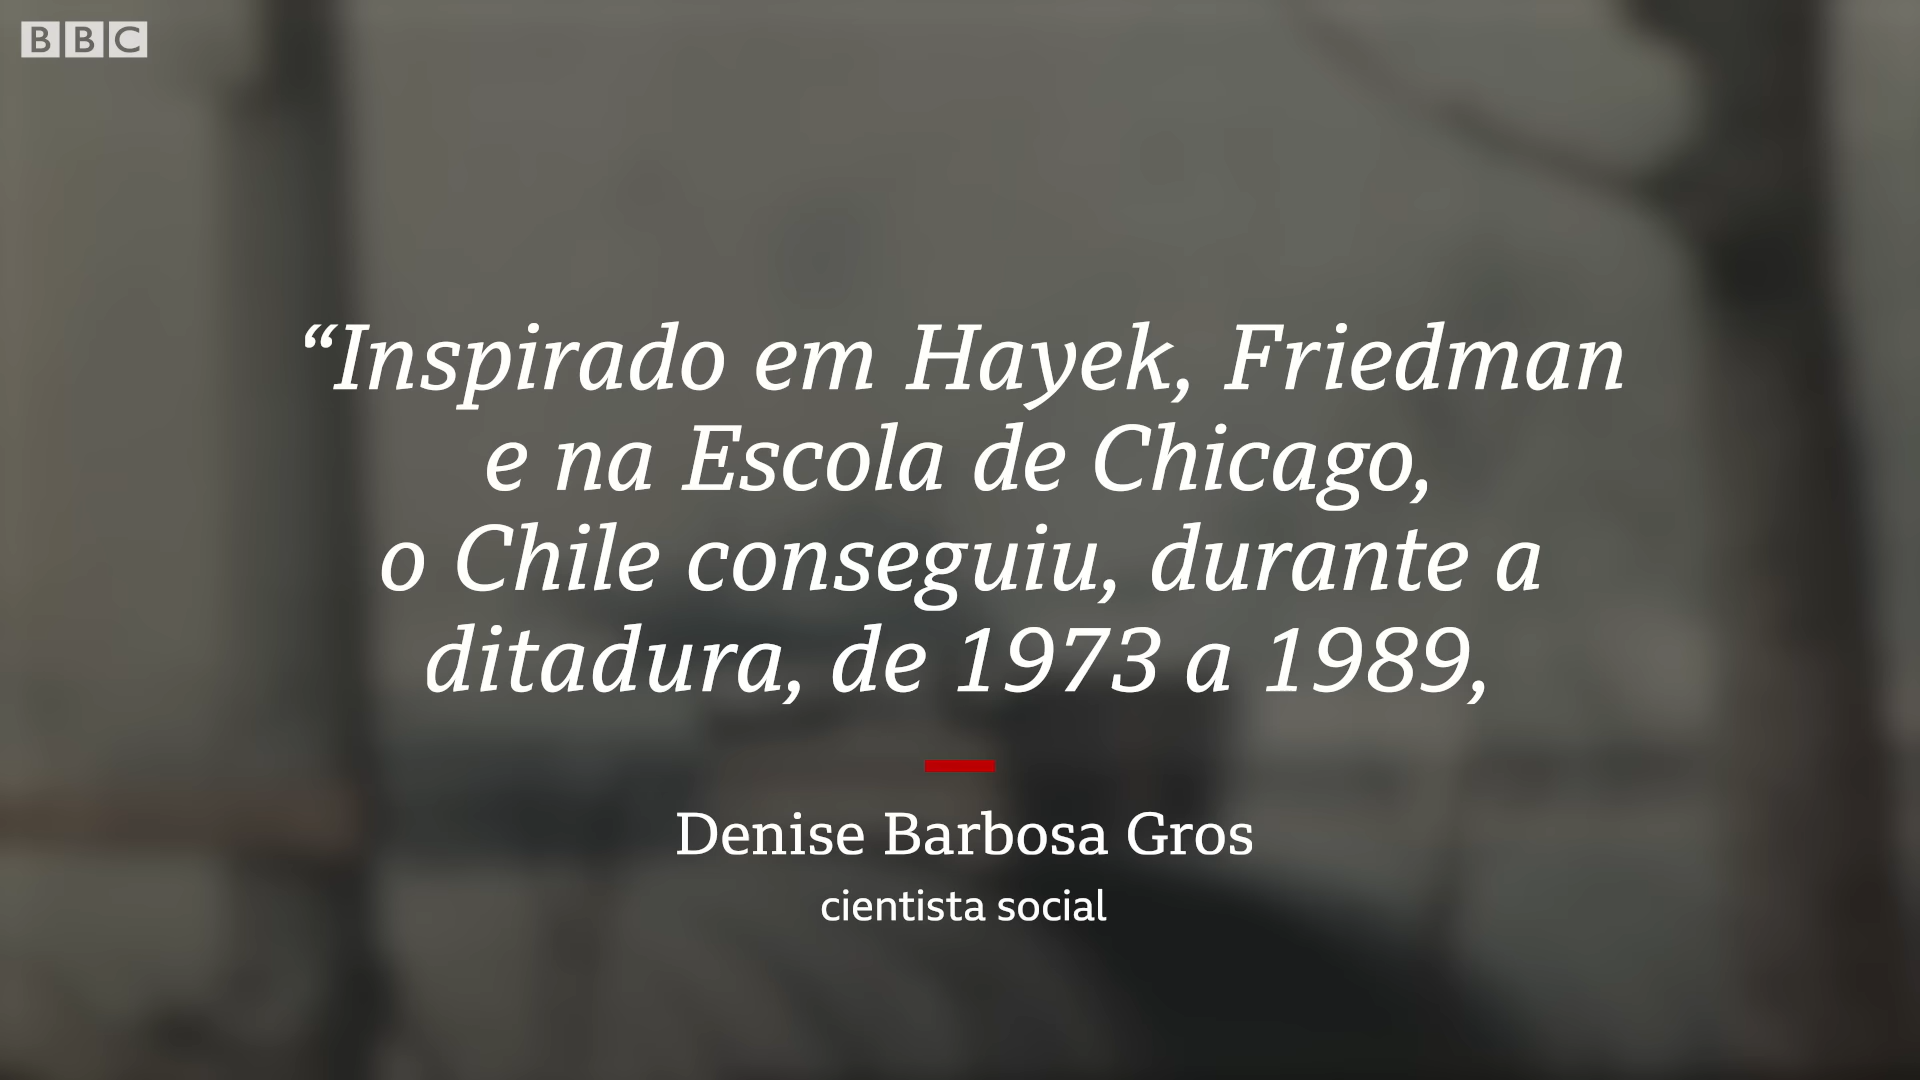 BBC
“Inspirado em Hayek, Friedman
e na Escola de Chicago,
o Chile conseguiu, durante a
ditadura, de 1973 a 1989,
Denise Barbosa Gros
cientista social